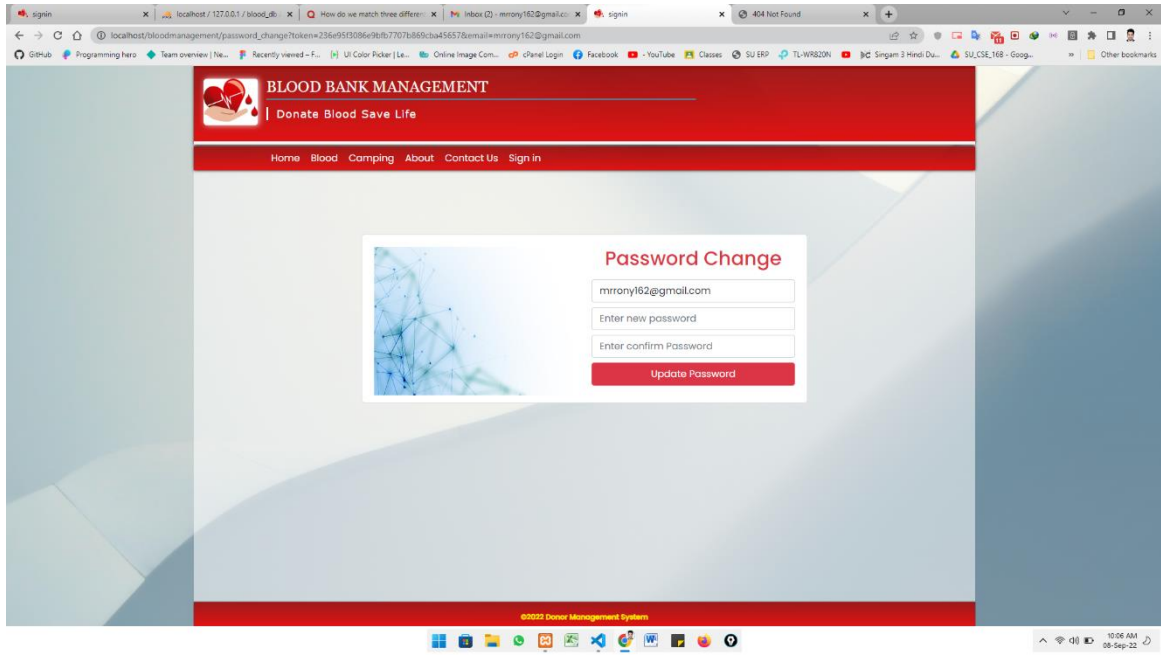 signin
localhost / 127.0.0.1 / blood_db
How do we match three different
Inbox (2) - mrrony162@gmail.co
signin
404 Not Found
localhost/bloodmanagement/password_change?token=236e95f3086e9bfb7707b869cba45657&email=mrrony162@gmail.com
GitHub Programming hero Team overview | Ne... Recently viewed – F... UI Color Picker | Le... Online Image Com... cPanel Login Facebook - YouTube Classes SU ERP TL-WR820N Singam 3 Hindi Du... SU_CSE_168 - Goog... » Other bookmarks
BLOOD BANK MANAGEMENT
| Donate Blood Save Life
Home Blood Camping About Contact Us Sign in
Password Change
mrrony162@gmail.com
Enter new password
Enter confirm Password
Update Password
©2022 Donor Management System
10:06 AM
08-Sep-22